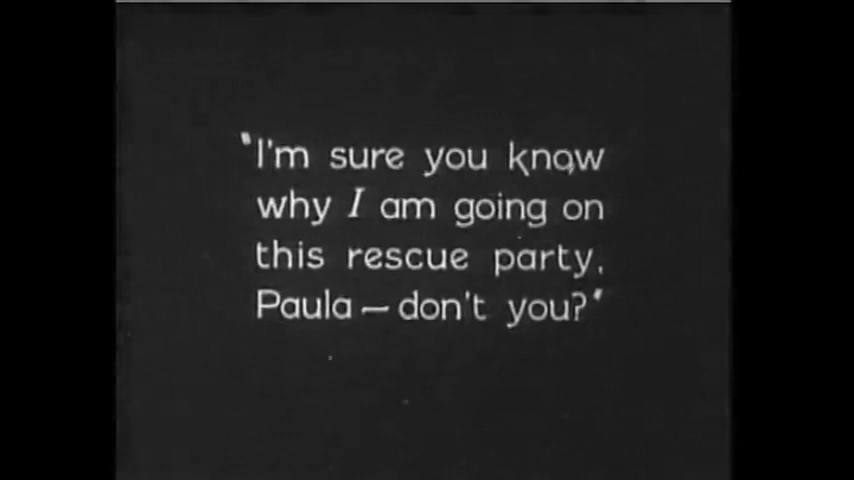 "I'm sure you know
why I am going on
this rescue party,
Paula — don't you?"